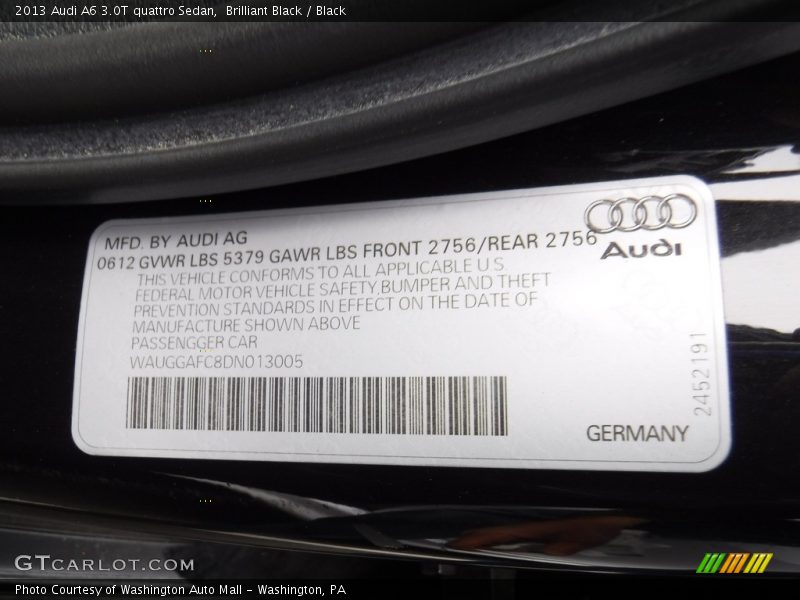 2013 Audi A6 3.0T quattro Sedan,  Brilliant Black / Black
MFD. BY AUDI AG
0612 GVWR LBS 5379 GAWR LBS FRONT 2756/REAR 2756
Audi
THIS VEHICLE CONFORMS TO ALL APPLICABLE U.S.
FEDERAL MOTOR VEHICLE SAFETY,BUMPER AND THEFT
PREVENTION STANDARDS IN EFFECT ON THE DATE OF
MANUFACTURE SHOWN ABOVE
PASSENGGER CAR
WAUGGAFC8DN013005
2452191
GERMANY
GTCARLOT.COM
Photo Courtesy of Washington Auto Mall - Washington, PA